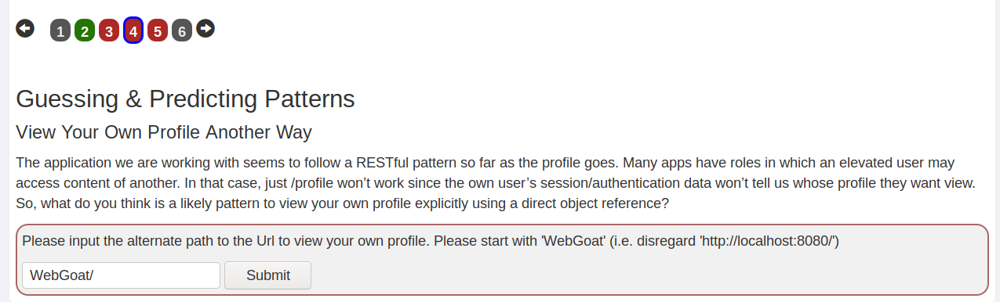 1 2 3 4 5 6
Guessing & Predicting Patterns
View Your Own Profile Another Way
The application we are working with seems to follow a RESTful pattern so far as the profile goes. Many apps have roles in which an elevated user may
access content of another. In that case, just /profile won’t work since the own user’s session/authentication data won’t tell us whose profile they want view.
So, what do you think is a likely pattern to view your own profile explicitly using a direct object reference?
Please input the alternate path to the Url to view your own profile. Please start with 'WebGoat' (i.e. disregard 'http://localhost:8080/')
WebGoat/ Submit